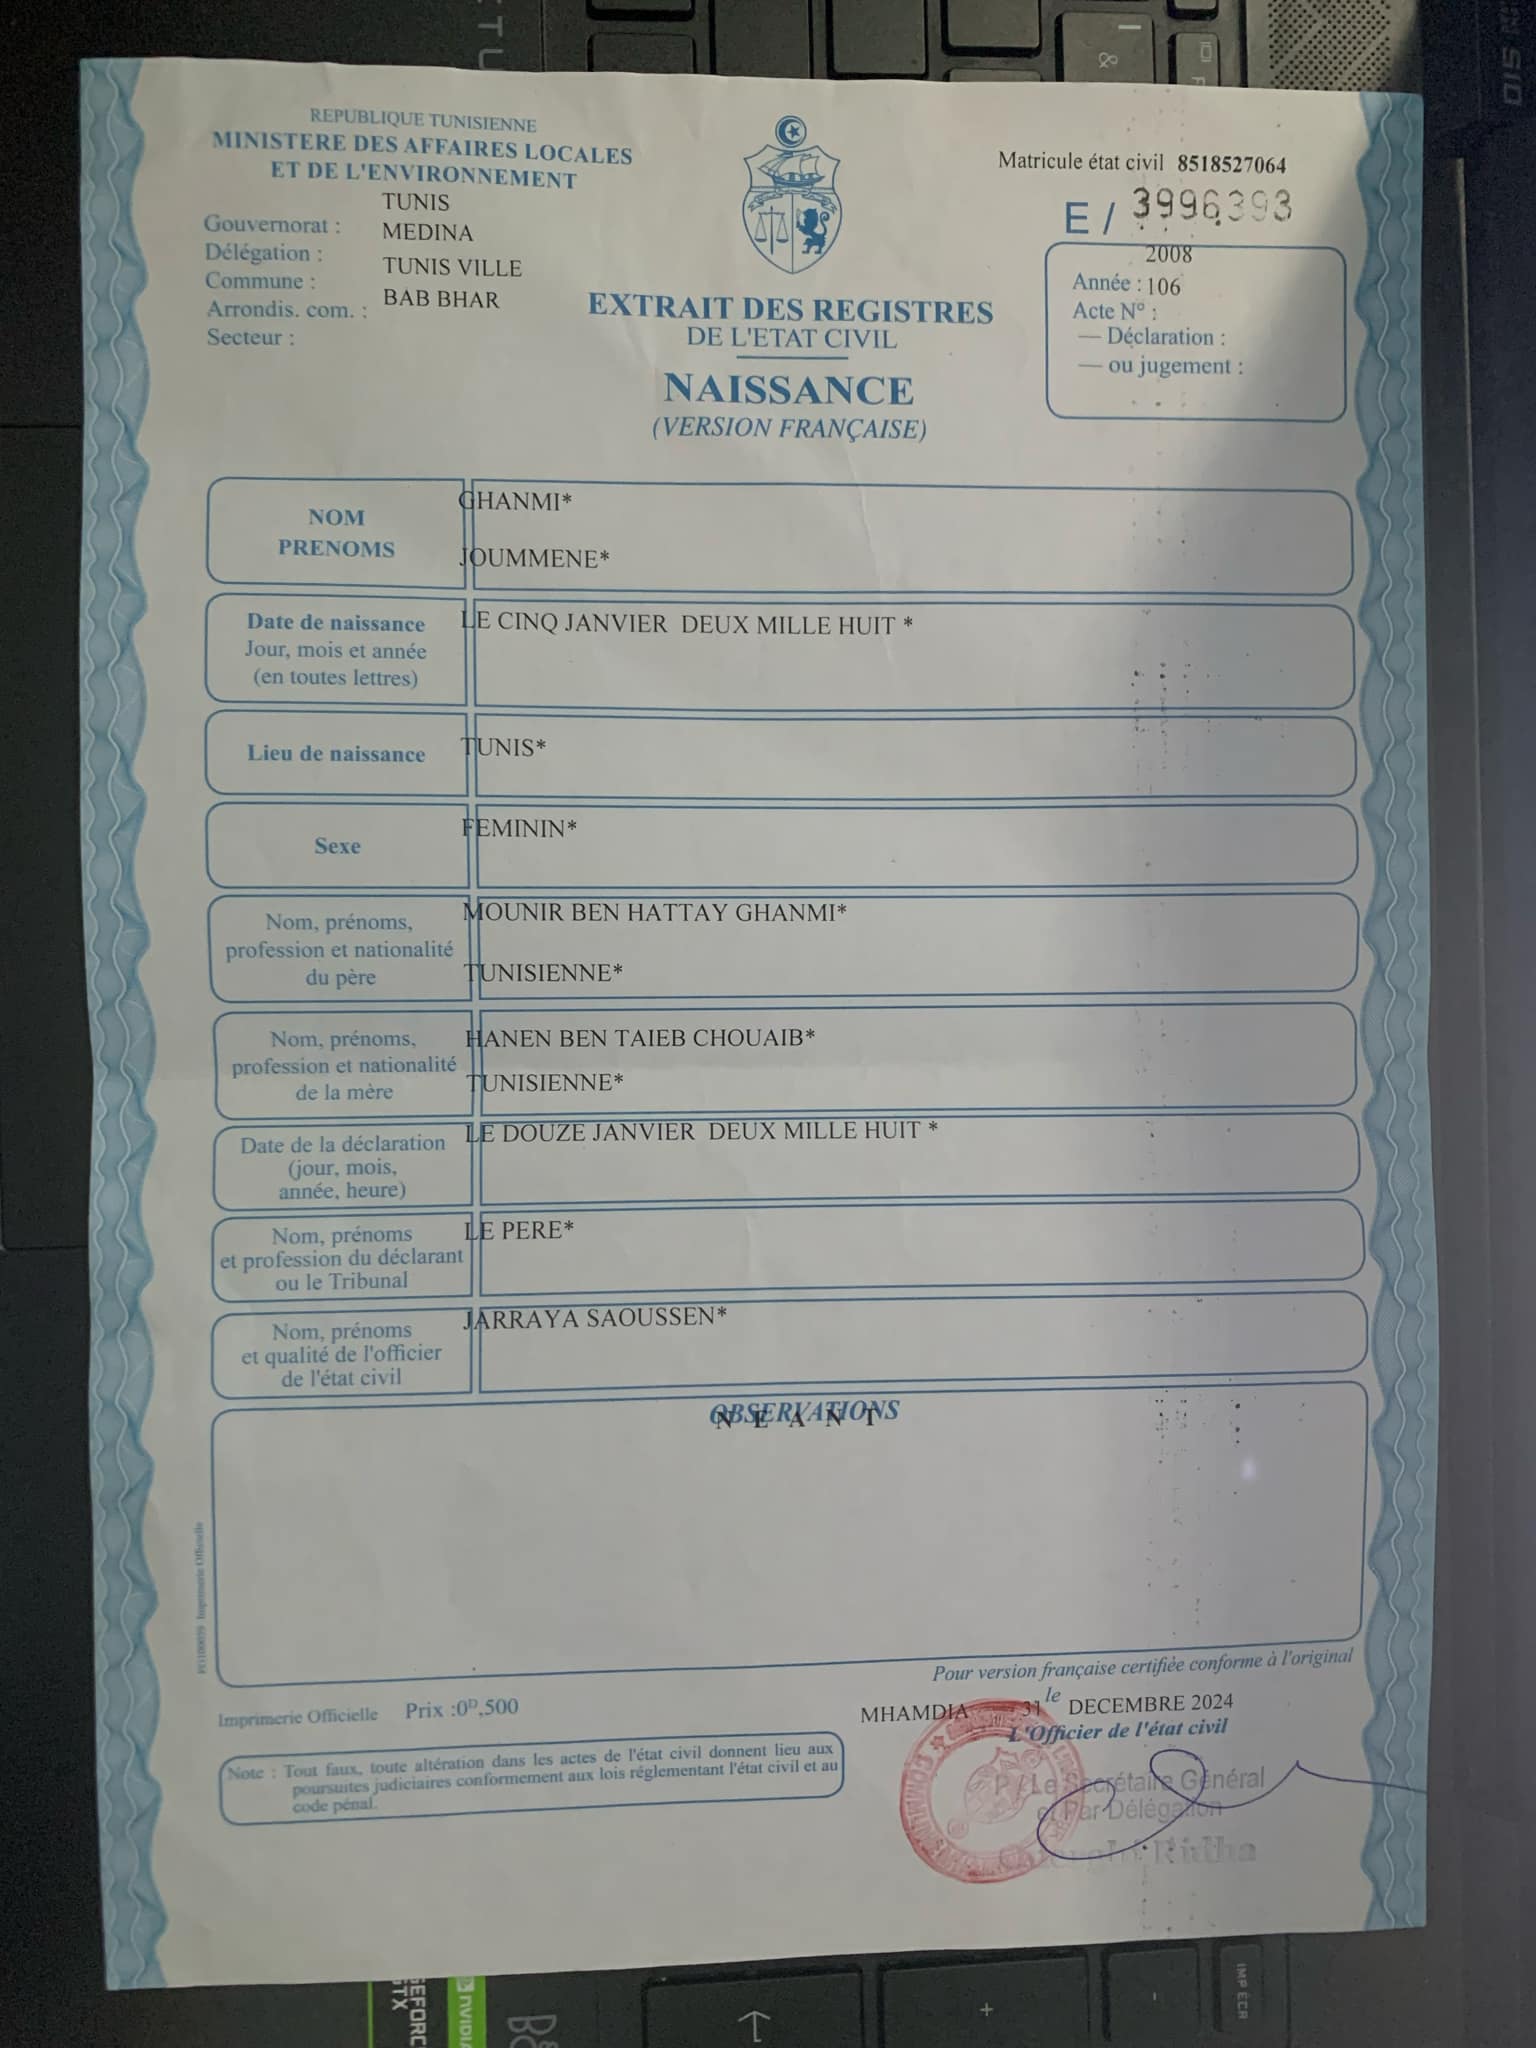 REPUBLIQUE TUNISIENNE
MINISTERE DES AFFAIRES LOCALES
ET DE L'ENVIRONNEMENT
TUNIS
Gouvernorat :
MEDINA
Délégation :
TUNIS VILLE
Commune :
BAB BHAR
Arrondis. com. :
Secteur :
Matricule état civil 8518527064
E / 3996393
2008
Année : 106
Acte N° :
— Déclaration :
— ou jugement :
EXTRAIT DES REGISTRES
DE L'ETAT CIVIL
NAISSANCE
(VERSION FRANÇAISE)
NOM
PRENOMS
GHANMI*
JOUMMENE*
Date de naissance
Jour, mois et année
(en toutes lettres)
LE CINQ JANVIER DEUX MILLE HUIT *
Lieu de naissance
TUNIS*
Sexe
FEMININ*
Nom, prénoms,
profession et nationalité
du père
MOUNIR BEN HATTAY GHANMI*
TUNISIENNE*
Nom, prénoms,
profession et nationalité
de la mère
HANEN BEN TAIEB CHOUAIB*
TUNISIENNE*
Date de la déclaration
(jour, mois,
année, heure)
LE DOUZE JANVIER DEUX MILLE HUIT *
Nom, prénoms
et profession du déclarant
ou le Tribunal
LE PERE*
Nom, prénoms
et qualité de l'officier
de l'état civil
JARRAYA SAOUSSEN*
OBSERVATIONS
N E A N T
Imprimerie Officielle
Pour version française certifiée conforme à l'original
Imprimerie Officielle Prix :0D,500
MHAMDIA 31 le DECEMBRE 2024
L'Officier de l'état civil
P / Le Secrétaire Général
et Par Délégation
Ridha
Note : Tout faux, toute altération dans les actes de l'état civil donnent lieu aux
poursuites judiciaires conformement aux lois réglementant l'état civil et au
code pénal.
GEFORCE
GTX
NVIDIA
IMP ÉCR